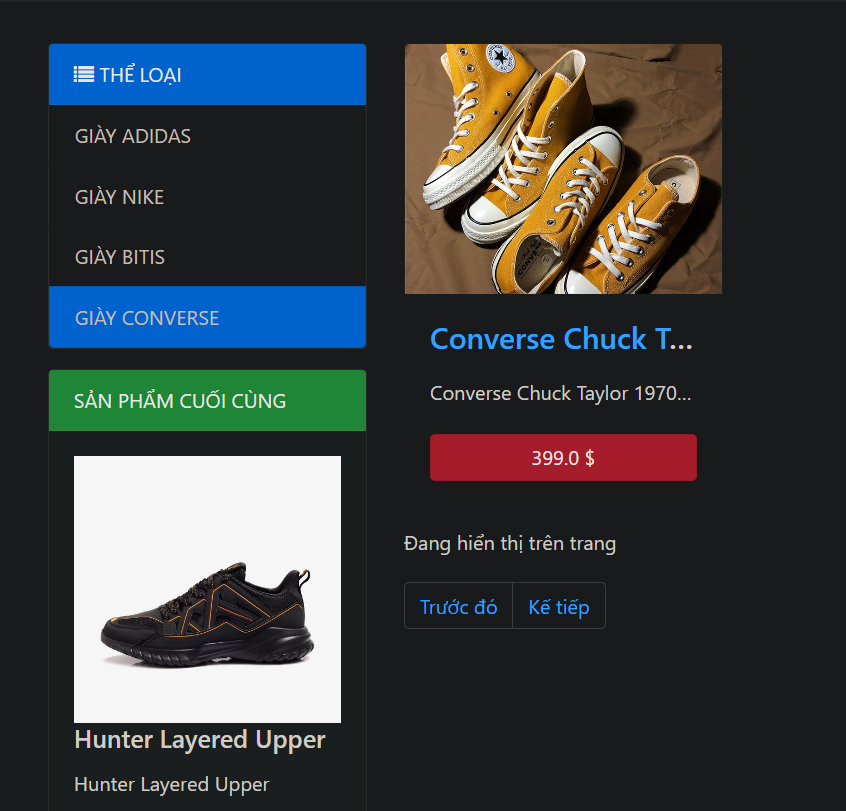 THỂ LOẠI
GIÀY ADIDAS
GIÀY NIKE
GIÀY BITIS
GIÀY CONVERSE
SẢN PHẨM CUỐI CÙNG
Hunter Layered Upper
Hunter Layered Upper
Converse Chuck T...
Converse Chuck Taylor 1970...
399.0 $
Đang hiển thị trên trang
Trước đó
Kế tiếp